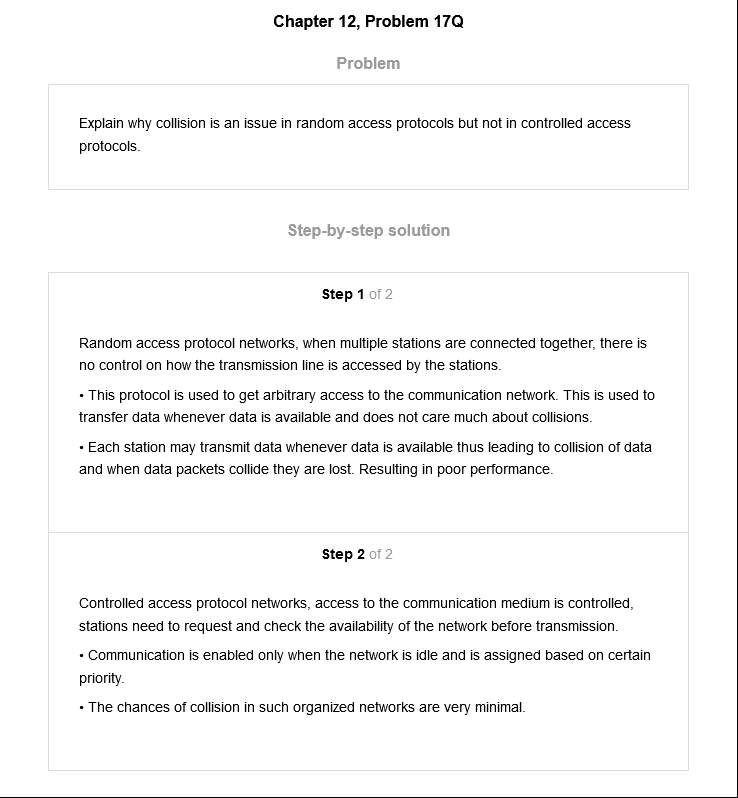 Chapter 12, Problem 17Q
Problem
Explain why collision is an issue in random access protocols but not in controlled access
protocols.
Step-by-step solution
Step 1 of 2
Random access protocol networks, when multiple stations are connected together, there is
no control on how the transmission line is accessed by the stations.
• This protocol is used to get arbitrary access to the communication network. This is used to
transfer data whenever data is available and does not care much about collisions.
• Each station may transmit data whenever data is available thus leading to collision of data
and when data packets collide they are lost. Resulting in poor performance.
Step 2 of 2
Controlled access protocol networks, access to the communication medium is controlled,
stations need to request and check the availability of the network before transmission.
• Communication is enabled only when the network is idle and is assigned based on certain
priority.
• The chances of collision in such organized networks are very minimal.